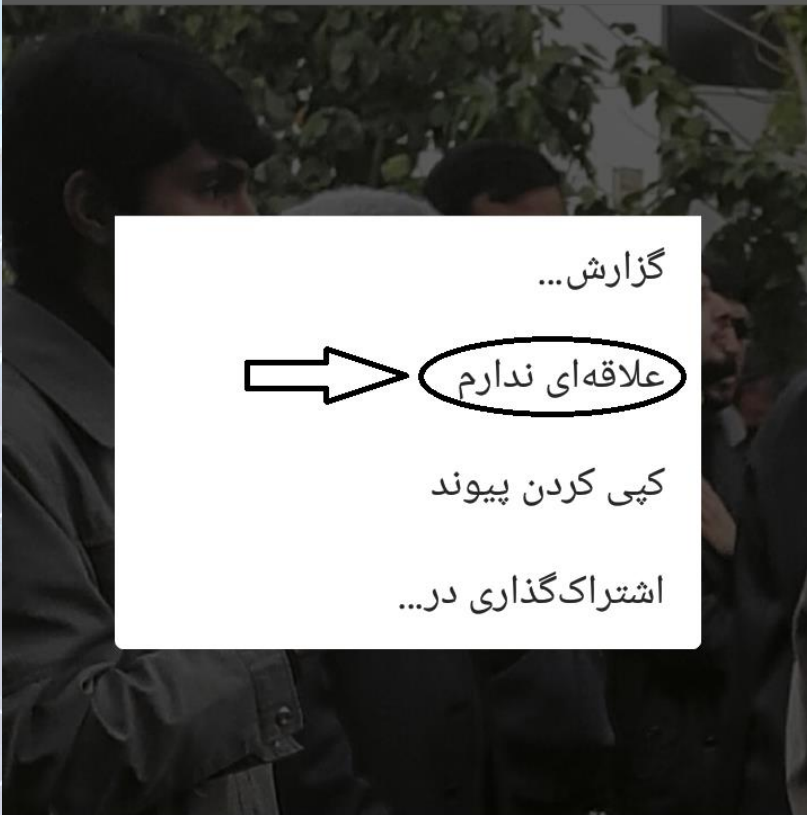 گزارش...
علاقه‌ای ندارم
کپی کردن پیوند
اشتراک‌گذاری در...